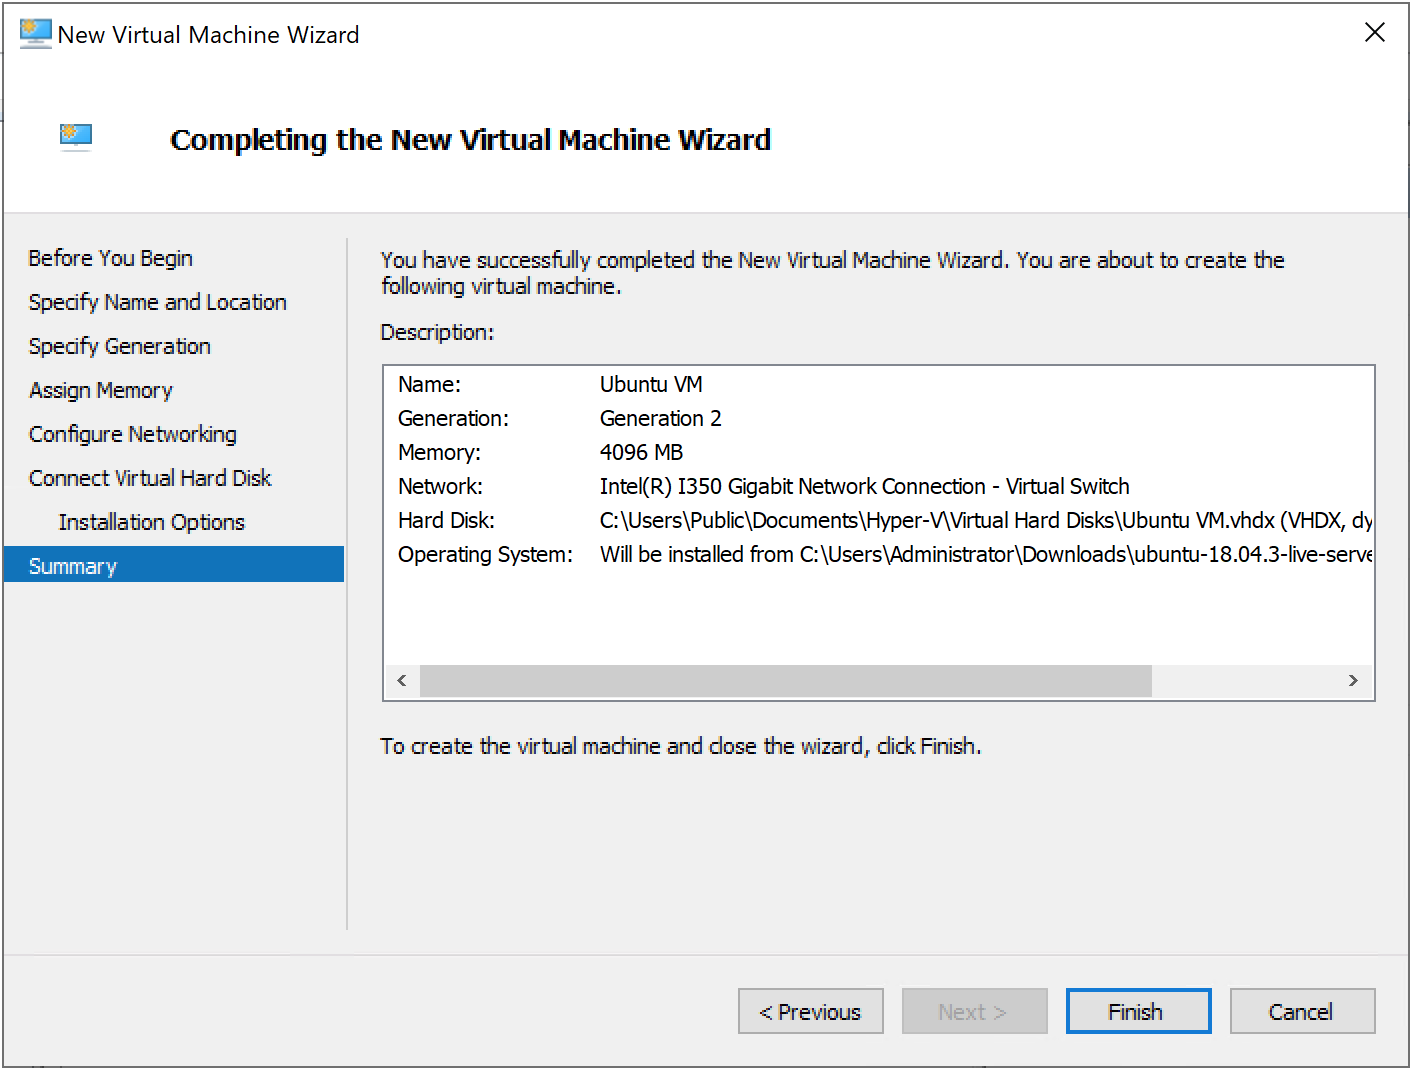 New Virtual Machine Wizard
Completing the New Virtual Machine Wizard
Before You Begin
Specify Name and Location
Specify Generation
Assign Memory
Configure Networking
Connect Virtual Hard Disk
Installation Options
Summary
You have successfully completed the New Virtual Machine Wizard. You are about to create the
following virtual machine.
Description:
Name: Ubuntu VM
Generation: Generation 2
Memory: 4096 MB
Network: Intel(R) I350 Gigabit Network Connection - Virtual Switch
Hard Disk: C:\Users\Public\Documents\Hyper-V\Virtual Hard Disks\Ubuntu VM.vhdx (VHDX, dy
Operating System: Will be installed from C:\Users\Administrator\Downloads\ubuntu-18.04.3-live-serve
To create the virtual machine and close the wizard, click Finish.
< Previous Next > Finish Cancel